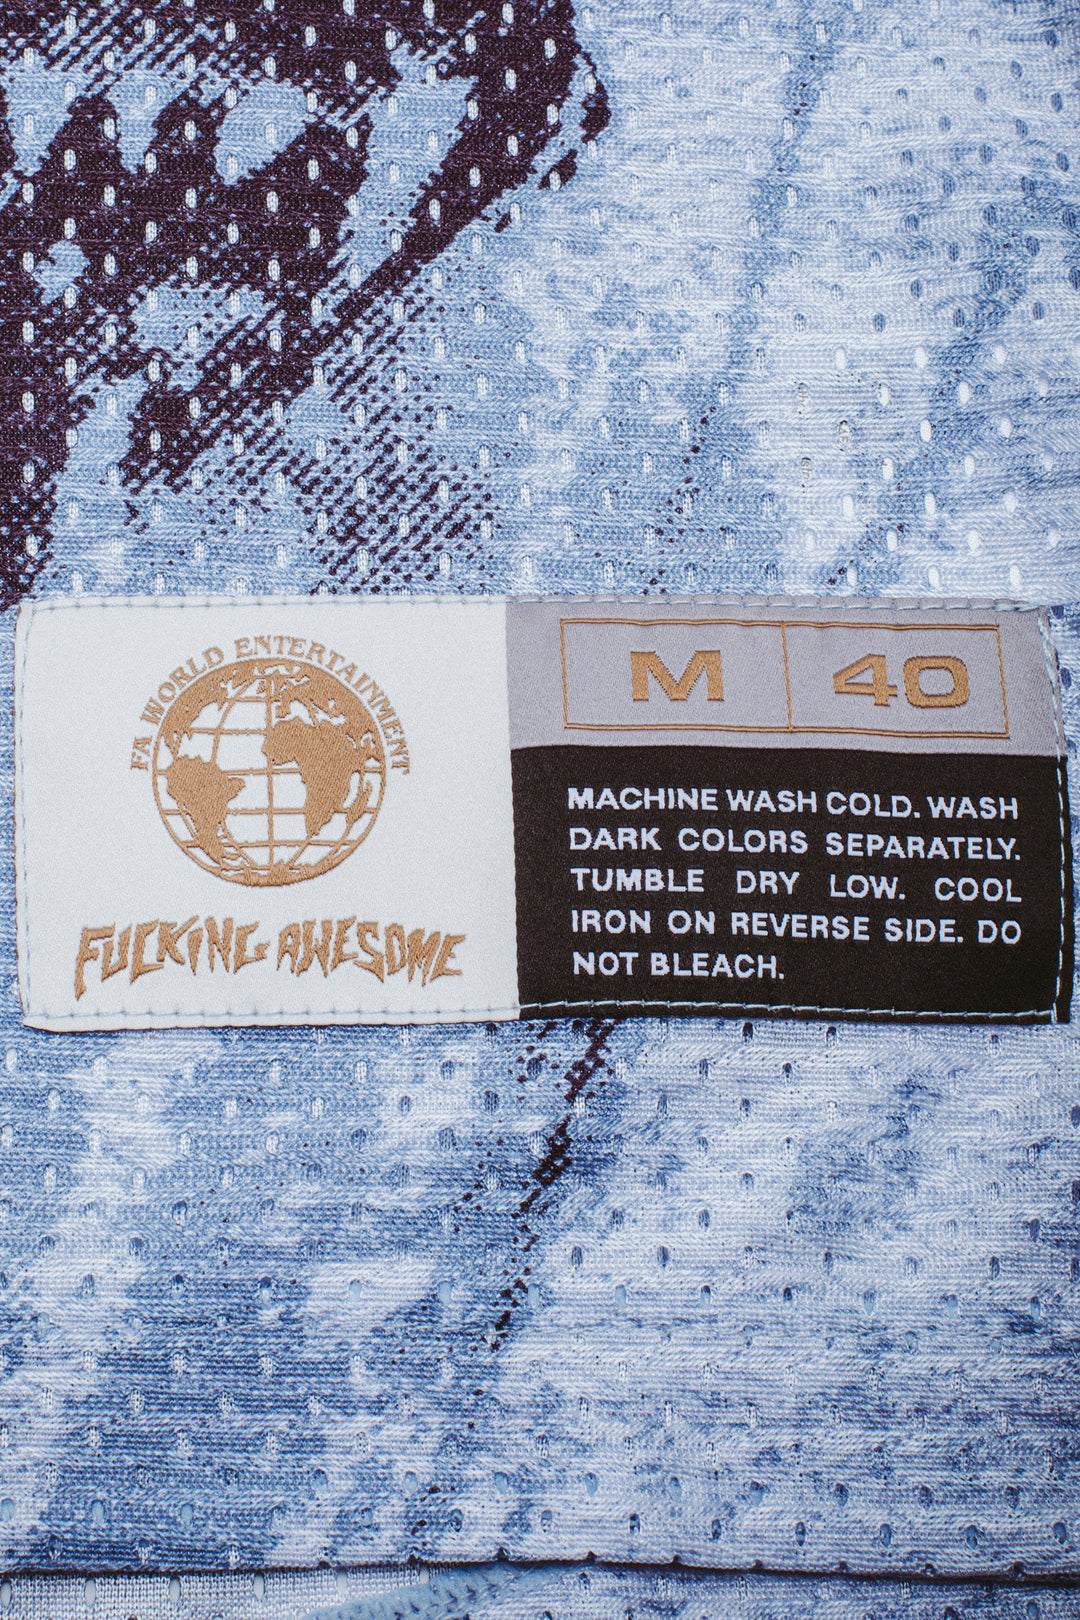 FA WORLD ENTERTAINMENT
FUCKING AWESOME
M 40
MACHINE WASH COLD. WASH
DARK COLORS SEPARATELY.
TUMBLE DRY LOW. COOL
IRON ON REVERSE SIDE. DO
NOT BLEACH.